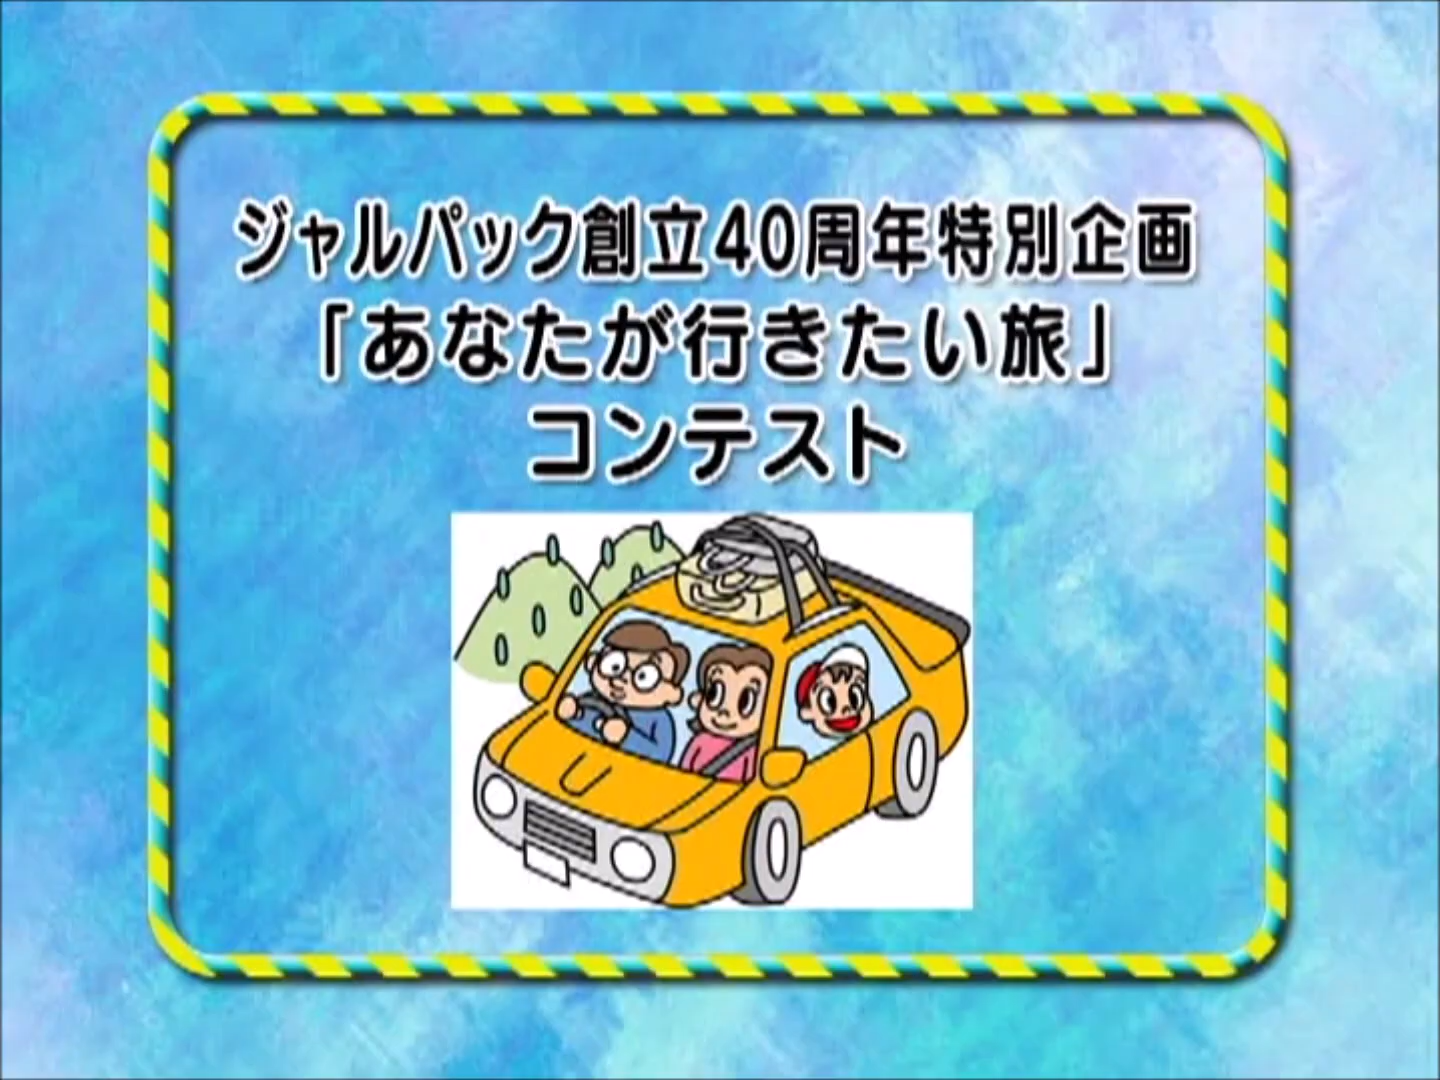 ジャルパック創立40周年特別企画
「あなたが行きたい旅」
コンテスト